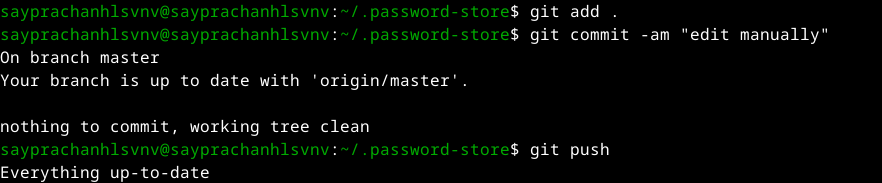 sayprachanhlsvnv@sayprachanhlsvnv:~/.password-store$ git add .
sayprachanhlsvnv@sayprachanhlsvnv:~/.password-store$ git commit -am "edit manually"
On branch master
Your branch is up to date with 'origin/master'.

nothing to commit, working tree clean
sayprachanhlsvnv@sayprachanhlsvnv:~/.password-store$ git push
Everything up-to-date